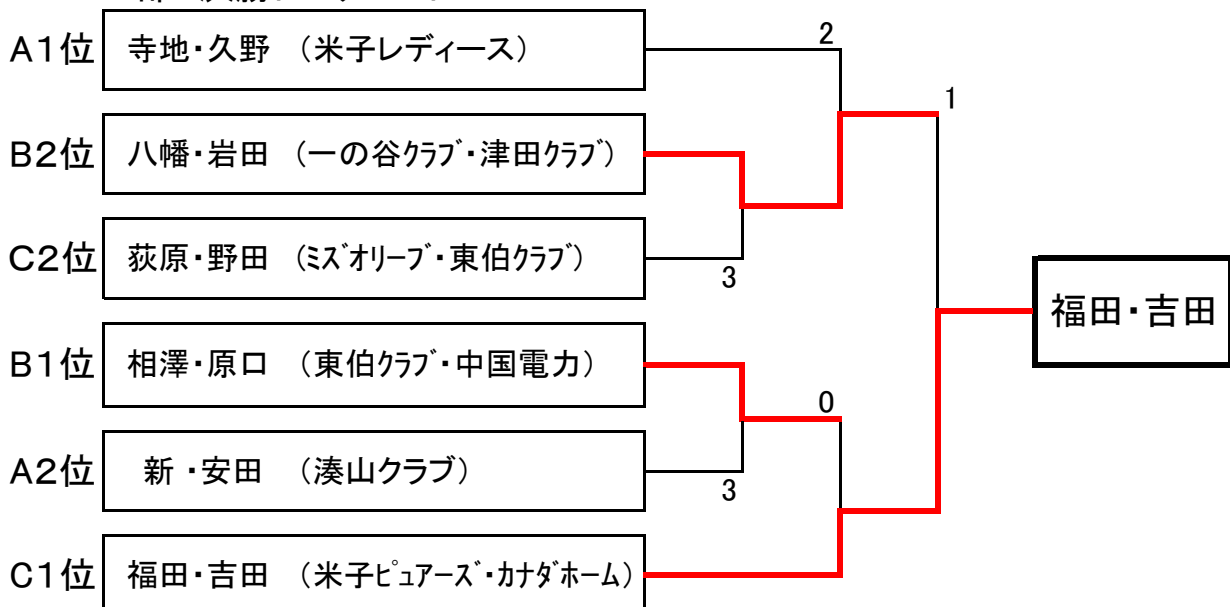 A1位 寺地・久野 （米子レディース）
2
1
B2位 八幡・岩田 （一の谷ｸﾗﾌﾞ・津田ｸﾗﾌﾞ）
C2位 荻原・野田 （ﾐｽﾞｵﾘｰﾌﾞ・東伯ｸﾗﾌﾞ）
3
福田・吉田
B1位 相澤・原口 （東伯ｸﾗﾌﾞ・中国電力）
0
A2位 新 ・安田 （湊山クラブ）
3
C1位 福田・吉田 （米子ﾋﾟｭｱｰｽﾞ・ｶﾅﾀﾞﾎｰﾑ）